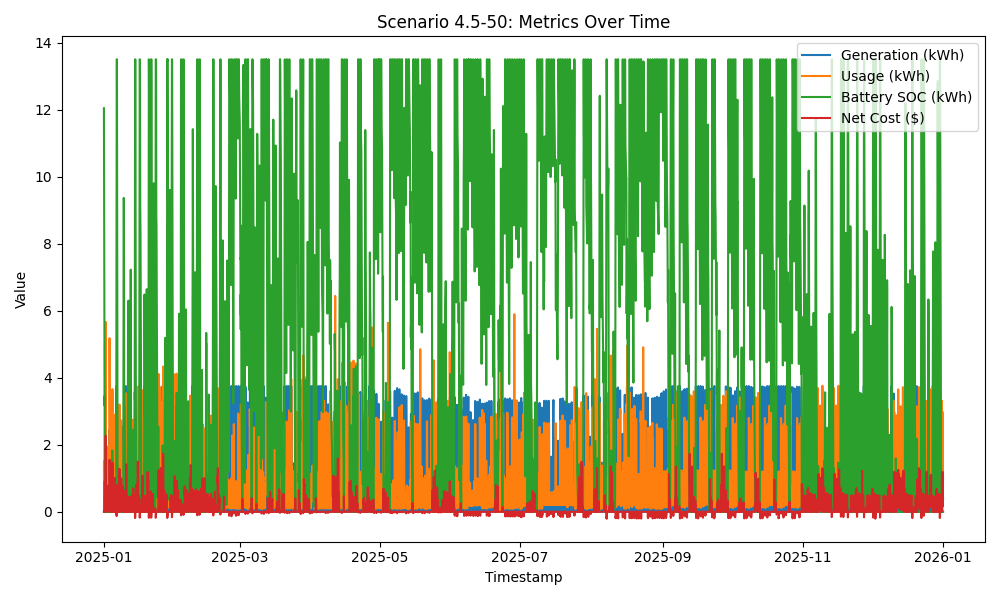 Scenario 4.5-50: Metrics Over Time
14
12
10
8
6
4
2
0
Value
Generation (kWh)
Usage (kWh)
Battery SOC (kWh)
Net Cost ($)
2025-01
2025-03
2025-05
2025-07
2025-09
2025-11
2026-01
Timestamp